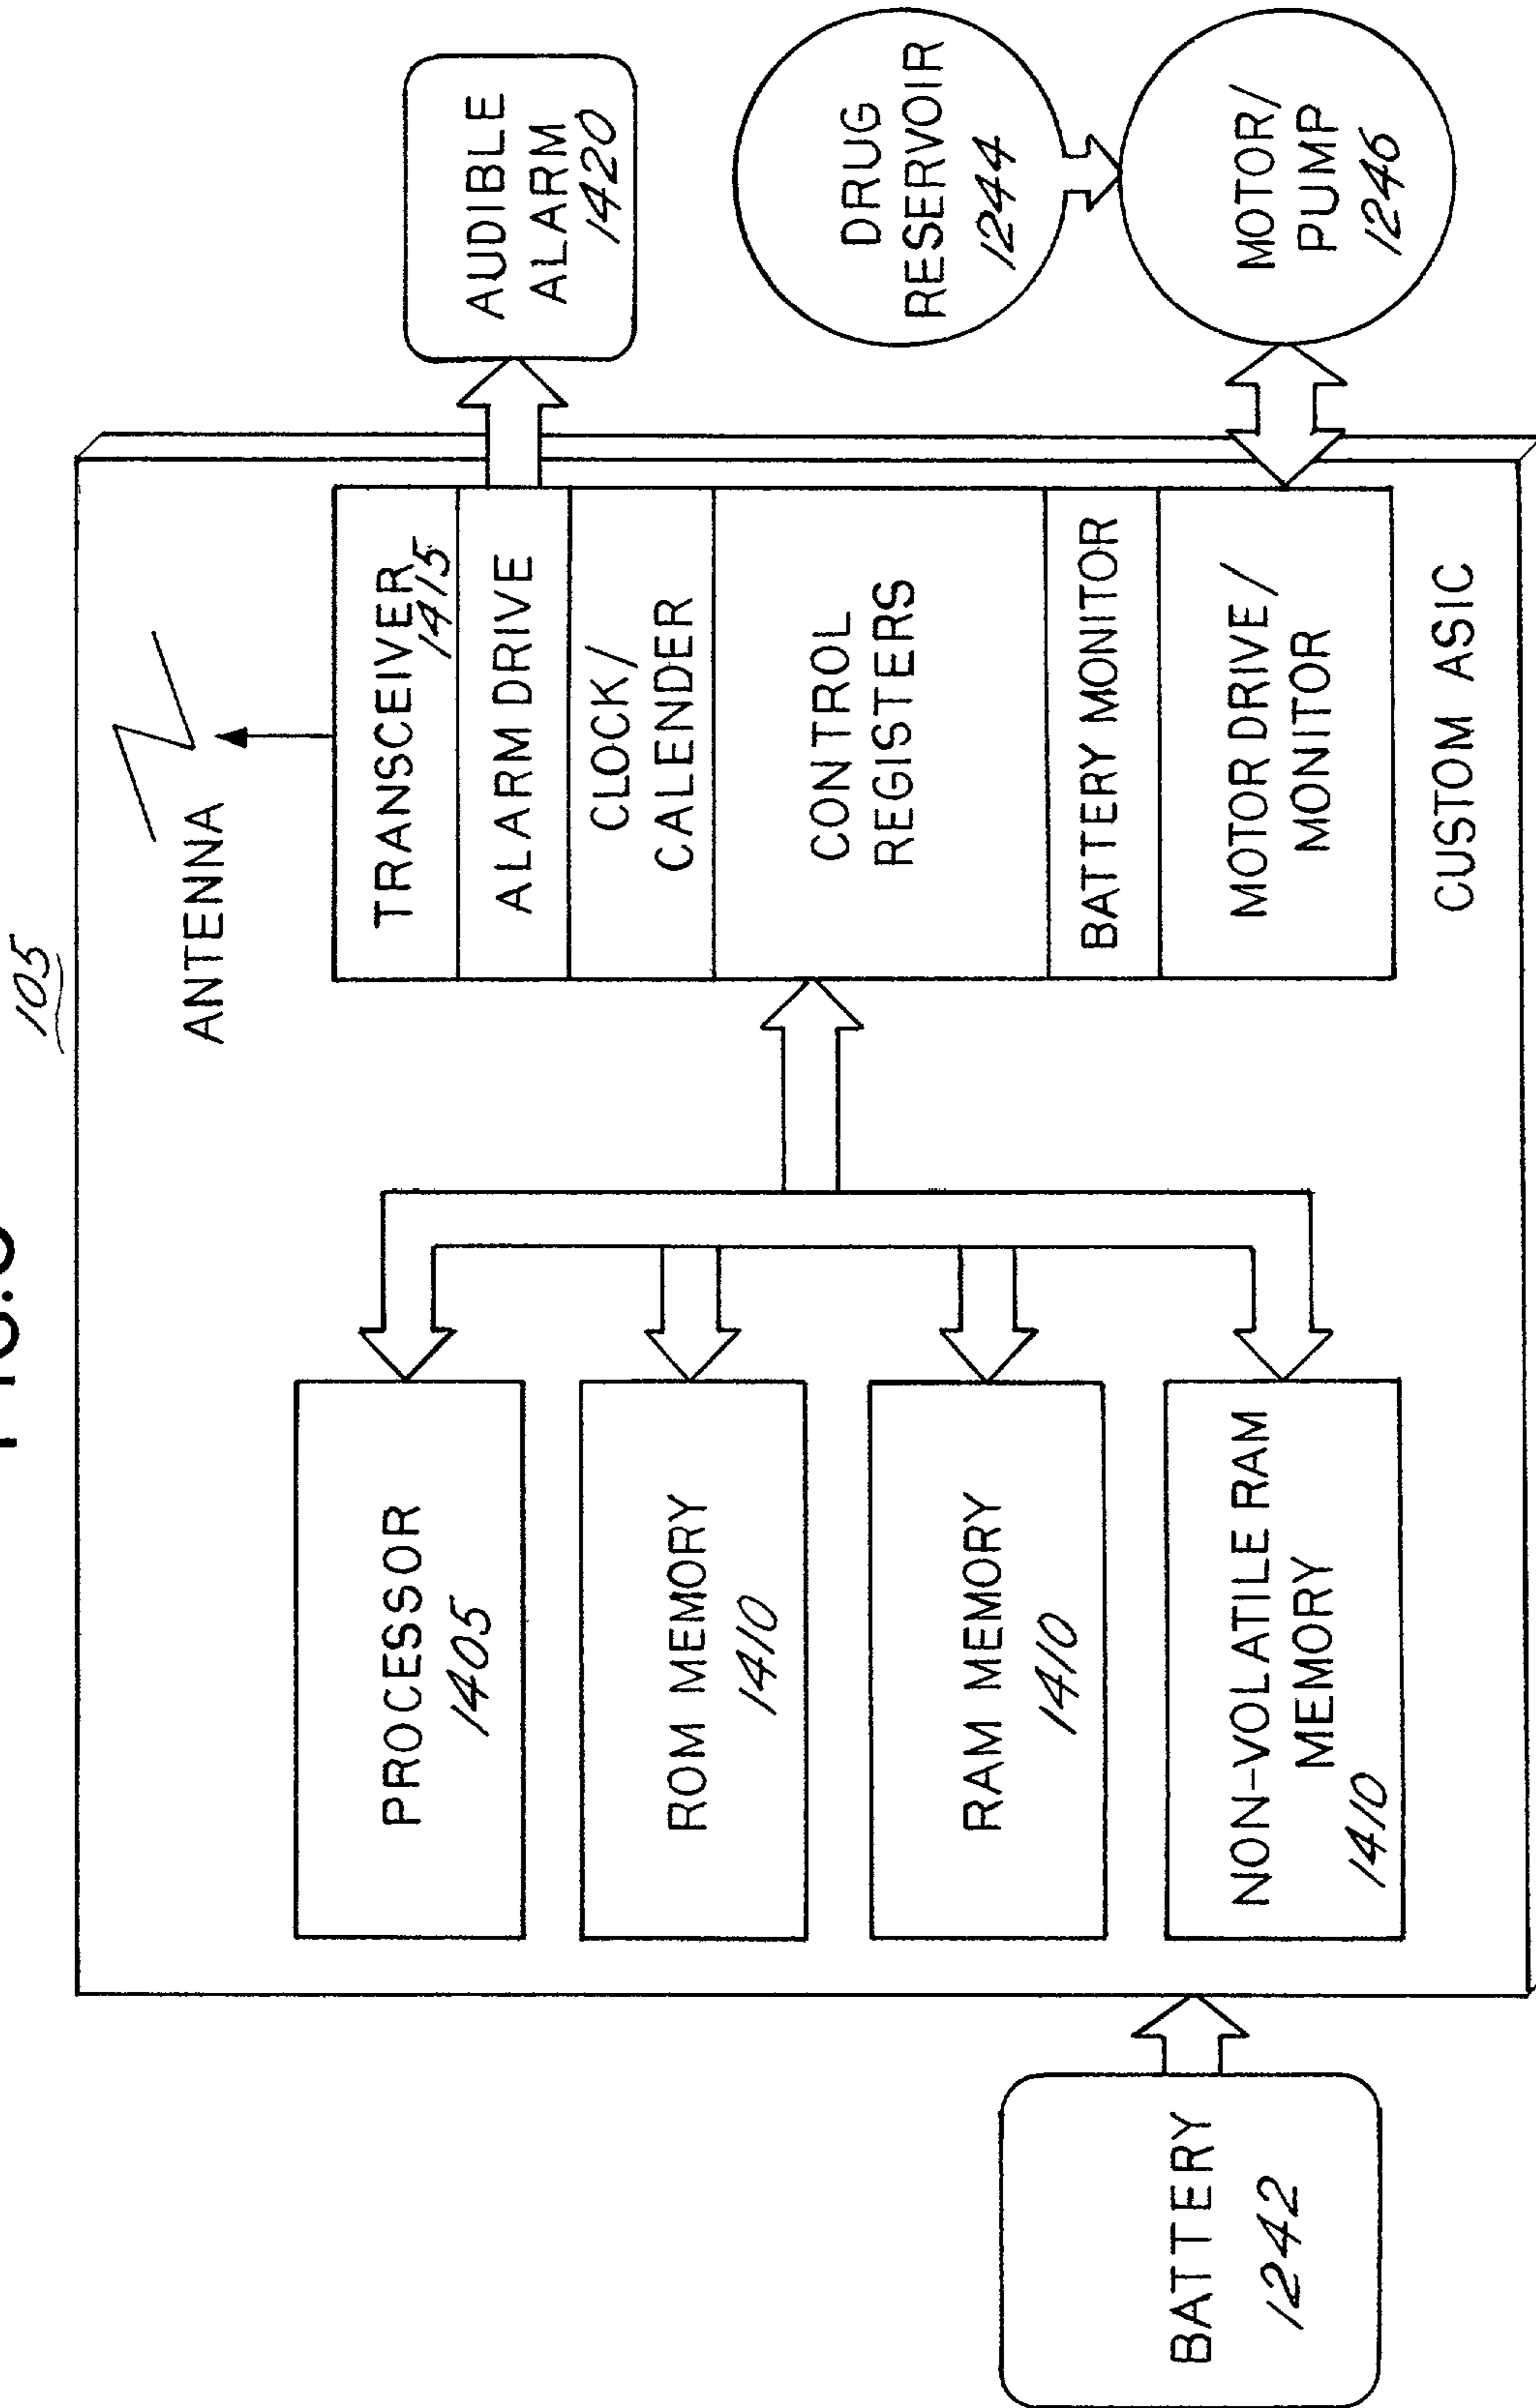 105
ANTENNA
PROCESSOR
1405
ROM MEMORY
1410
RAM MEMORY
1410
NON-VOLATILE RAM
MEMORY
1410
TRANSCEIVER
1415
ALARM DRIVE
CLOCK/
CALENDER
CONTROL
REGISTERS
BATTERY MONITOR
MOTOR DRIVE/
MONITOR
CUSTOM ASIC
BATTERY
1242
AUDIBLE
ALARM
1420
DRUG
RESERVOIR
1244
MOTOR/
PUMP
1246